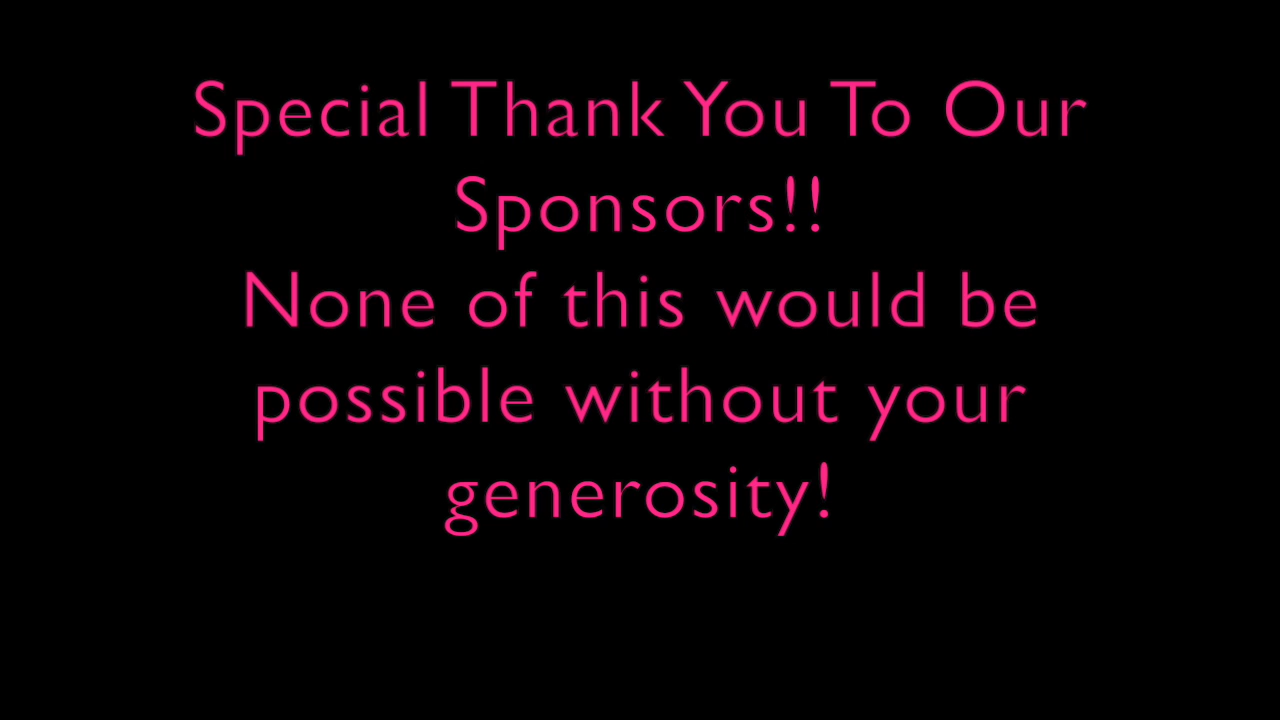 Special Thank You To Our
Sponsors!!
None of this would be
possible without your
generosity!